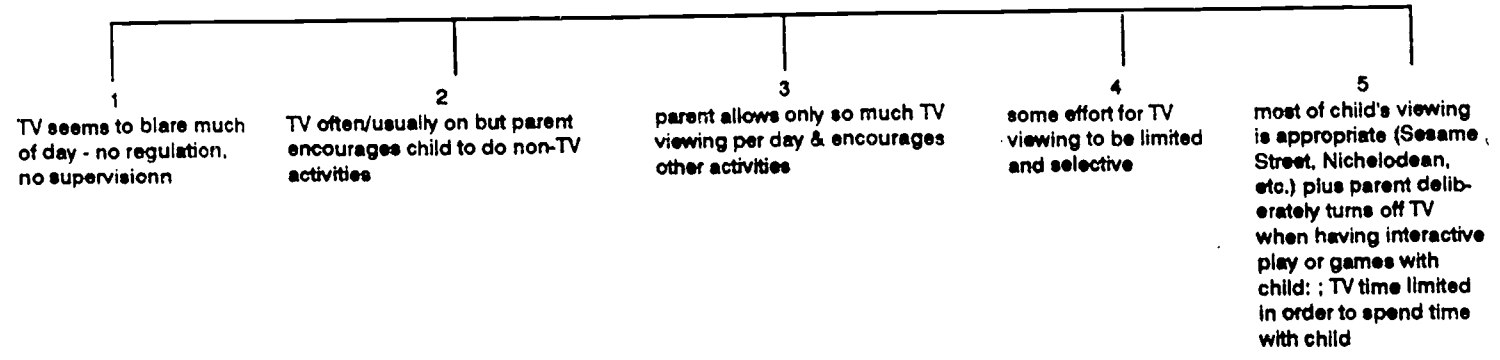 1
TV seems to blare much
of day - no regulation,
no supervisionn
2
TV often/usually on but parent
encourages child to do non-TV
activities
3
parent allows only so much TV
viewing per day & encourages
other activities
4
some effort for TV
viewing to be limited
and selective
5
most of child's viewing
is appropriate (Sesame
Street, Nichelodean,
etc.) plus parent delib-
erately turns off TV
when having interactive
play or games with
child: ; TV time limited
in order to spend time
with child